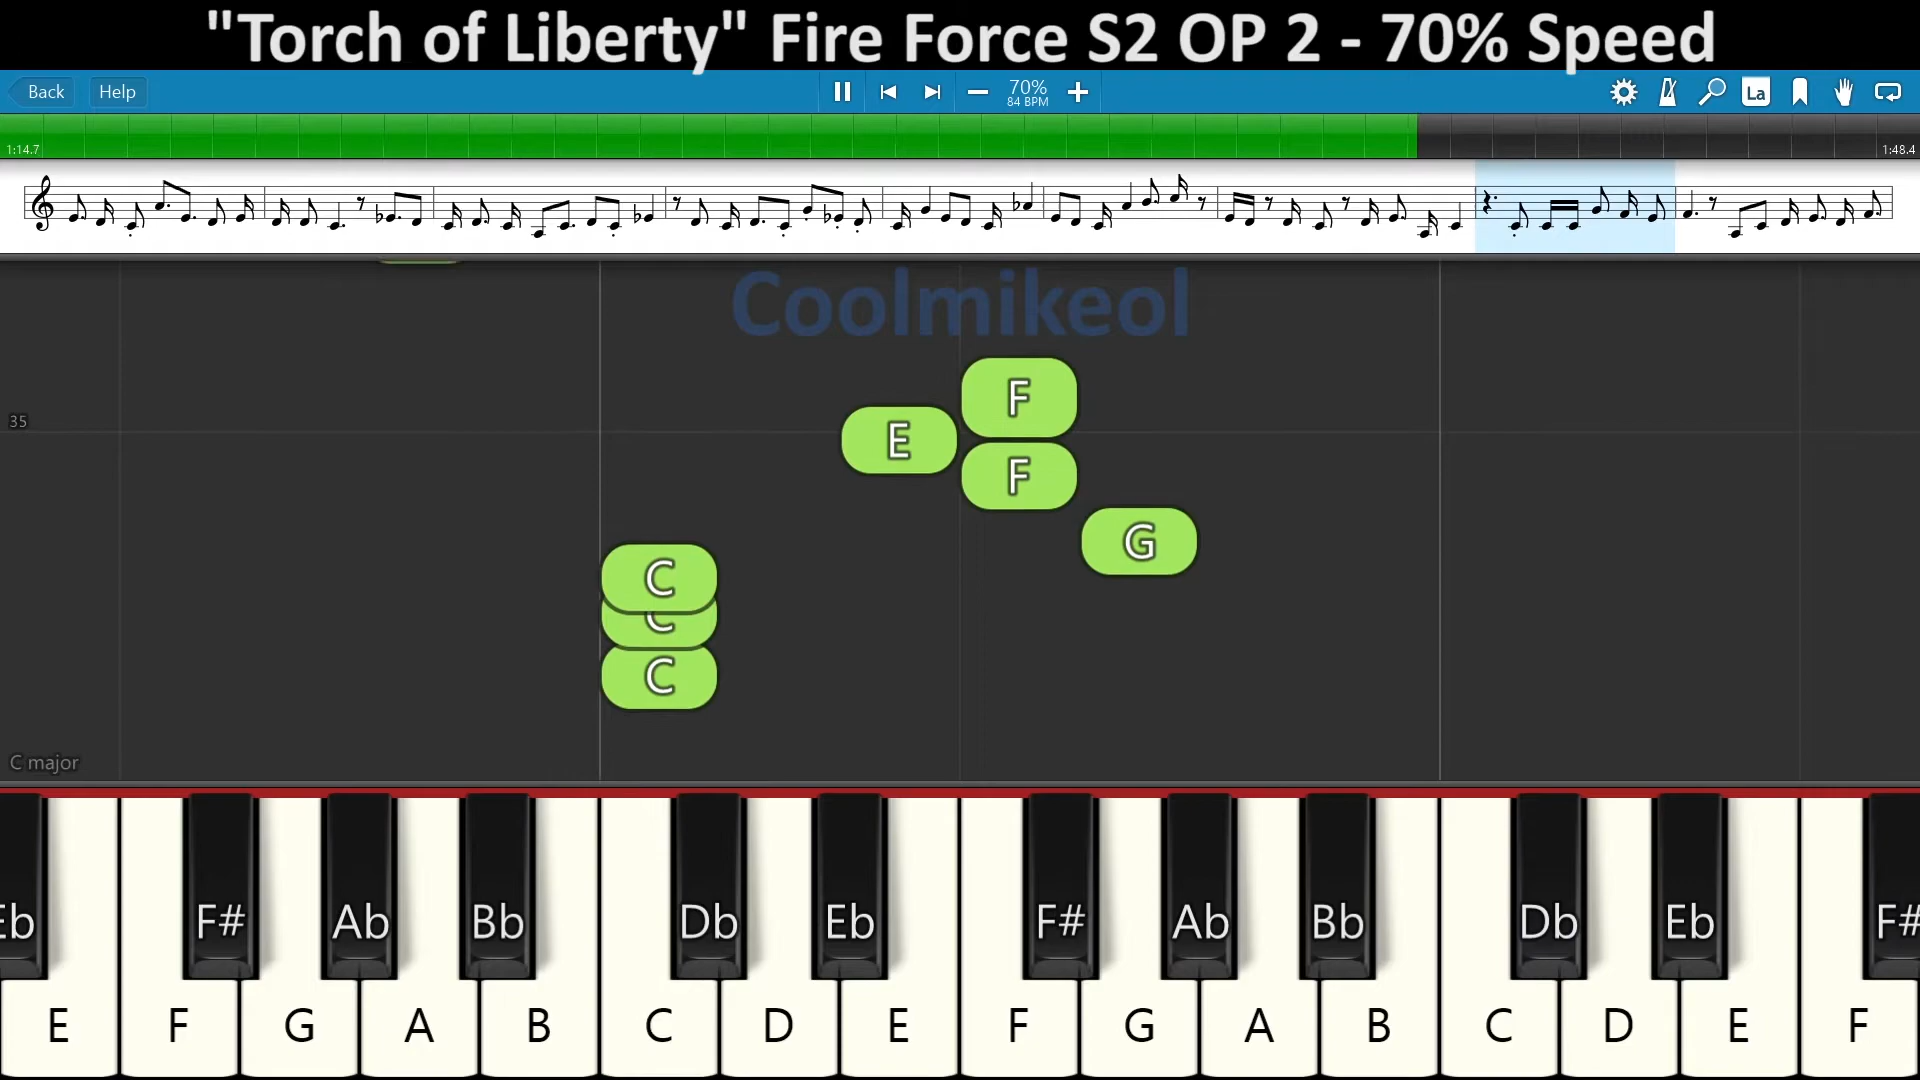 "Torch of Liberty" Fire Force S2 OP 2 - 70% Speed
Back Help 70% La
84 BPM
1:14.7 1:48.4
Coolmikeol
F
35
E
F
G
C
C
C
C major
Eb F# Ab Bb Db Eb F# Ab Bb Db Eb F#
E F G A B C D E F G A B C D E F